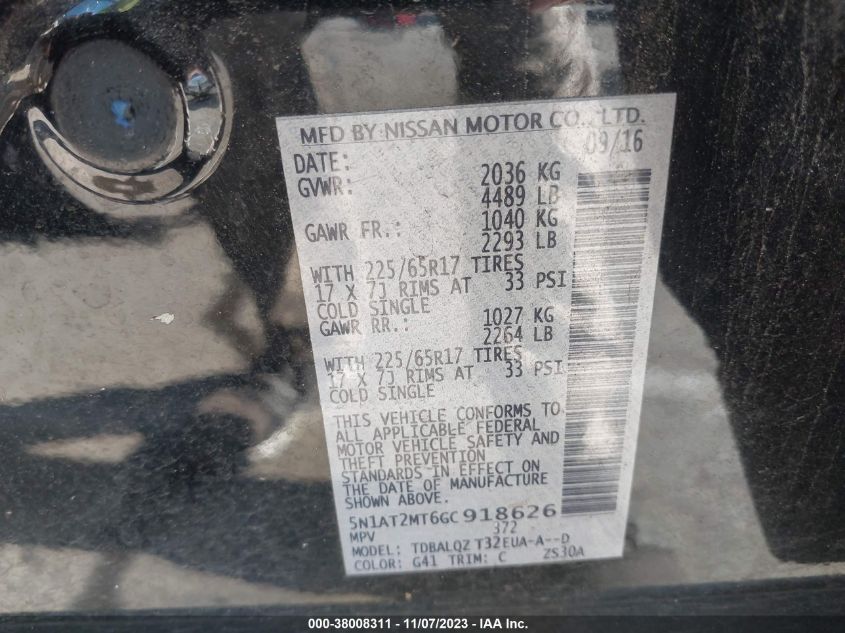 MFD BY NISSAN MOTOR CO., LTD.
DATE: 09/16
GVWR: 2036 KG
4489 LB
GAWR FR.: 1040 KG
2293 LB
WITH 225/65R17 TIRES
17 X 7J RIMS AT 33 PSI
COLD SINGLE
GAWR RR.: 1027 KG
2264 LB
WITH 225/65R17 TIRES
17 X 7J RIMS AT 33 PSI
COLD SINGLE
THIS VEHICLE CONFORMS TO
ALL APPLICABLE FEDERAL
MOTOR VEHICLE SAFETY AND
THEFT PREVENTION
STANDARDS IN EFFECT ON
THE DATE OF MANUFACTURE
SHOWN ABOVE.
5N1AT2MT6GC918626
MPV 372
MODEL: TDBALQZ T32EUA-A--D
COLOR: G41 TRIM: C ZS30A
000-38008311 - 11/07/2023 - IAA Inc.